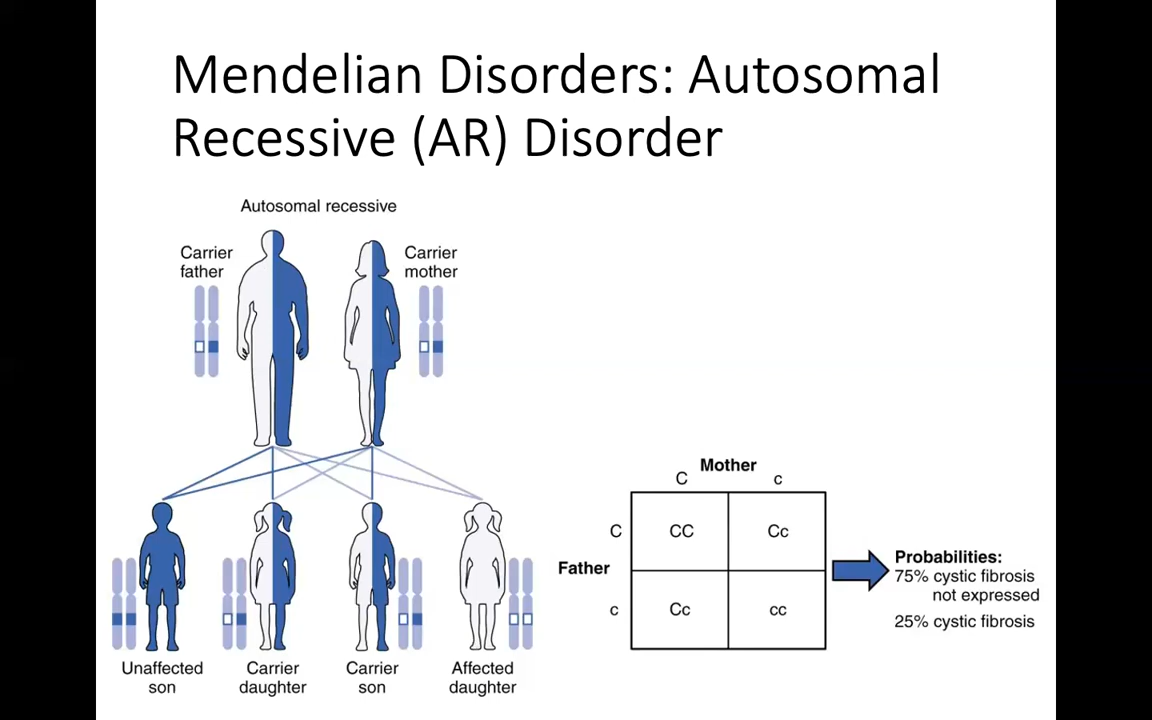 Mendelian Disorders: Autosomal
Recessive (AR) Disorder
Autosomal recessive
Carrier
father
Carrier
mother
Unaffected
son
Carrier
daughter
Carrier
son
Affected
daughter
Mother
C c
Father
C CC Cc
c Cc cc
Probabilities:
75% cystic fibrosis
not expressed
25% cystic fibrosis